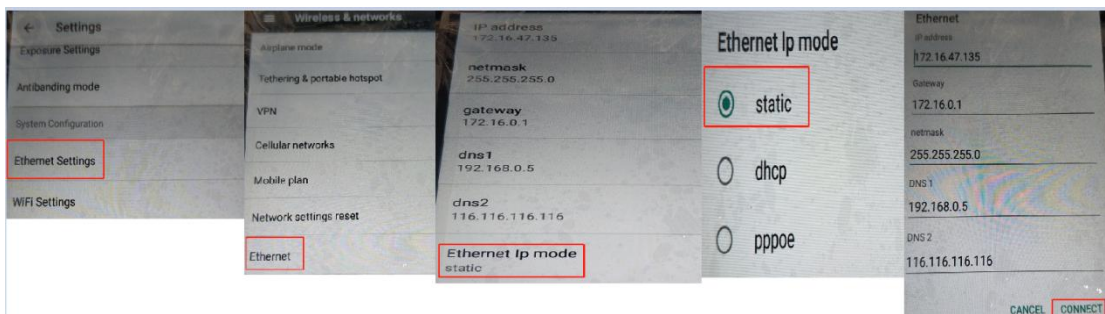 ← Settings
Exposure Settings
Antibanding mode
System Configuration
Ethernet Settings
WiFi Settings
Wireless & networks
Airplane mode
Tethering & portable hotspot
VPN
Cellular networks
Mobile plan
Network settings reset
Ethernet
IP address
172.16.47.135
netmask
255.255.255.0
gateway
172.16.0.1
dns1
192.168.0.5
dns2
116.116.116.116
Ethernet Ip mode
static
Ethernet Ip mode
static
dhcp
pppoe
Ethernet
IP address
172.16.47.135
Gateway
172.16.0.1
netmask
255.255.255.0
DNS 1
192.168.0.5
DNS 2
116.116.116.116
CANCEL CONNECT